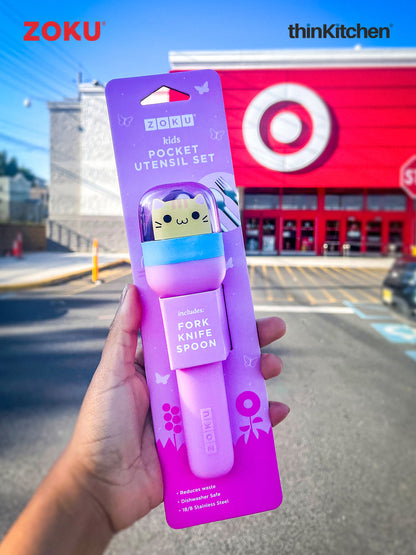 ZOKU®
thinKitchen®
ZOKU®
kids
POCKET
UTENSIL SET
includes:
FORK
KNIFE
SPOON
ZOKU
• Reduces waste
• Dishwasher Safe
• 18/8 Stainless Steel